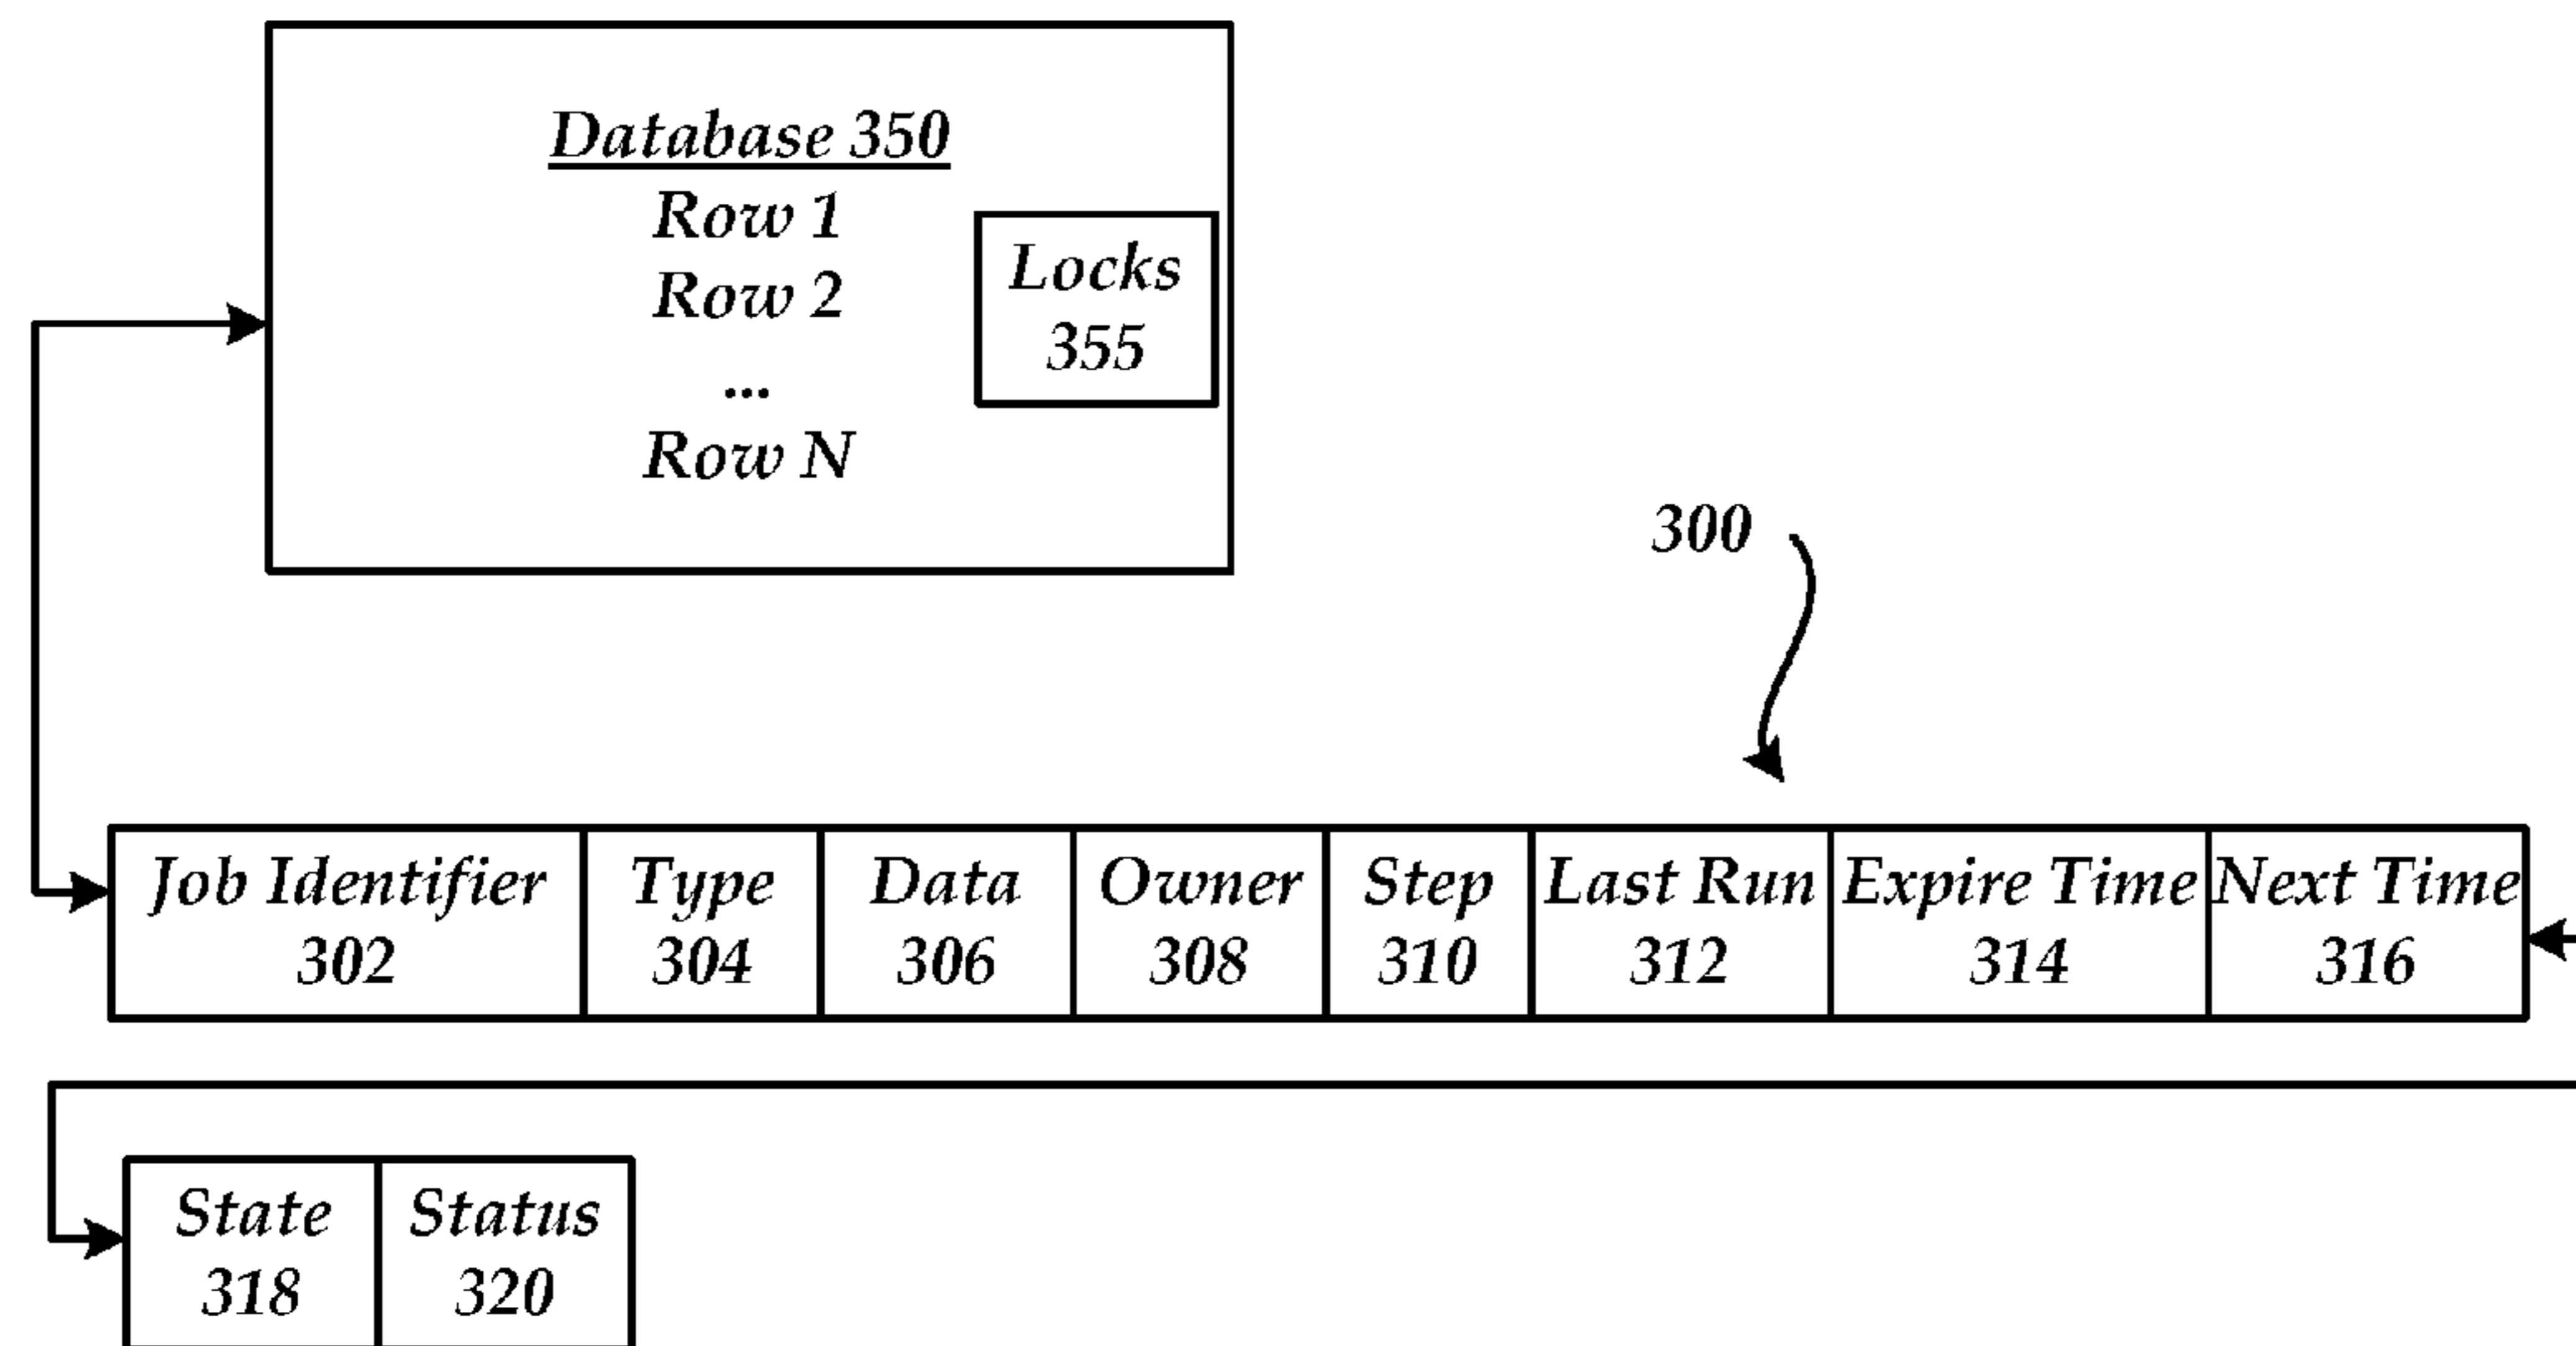 Database 350
Row 1
Row 2
...
Row N
Locks
355
300
Job Identifier
302
Type
304
Data
306
Owner
308
Step
310
Last Run
312
Expire Time
314
Next Time
316
State
318
Status
320